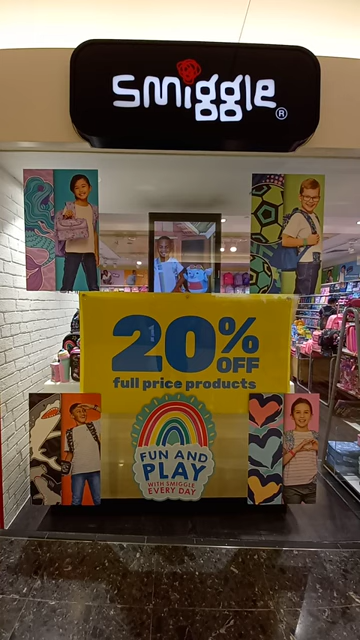 smiggle®
20% OFF
full price products
FUN AND
PLAY
WITH SMIGGLE
EVERY DAY